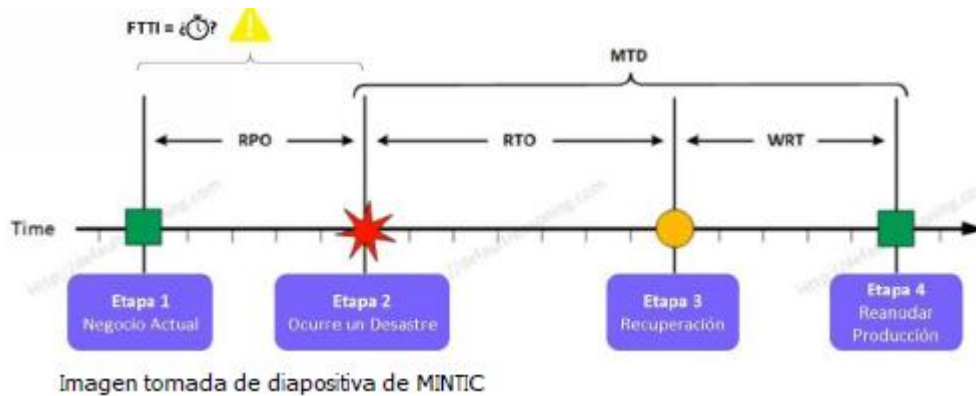 FTTI = ¿⏱?
MTD
RPO
RTO
WRT
Time
Etapa 1
Negocio Actual
Etapa 2
Ocurre un Desastre
Etapa 3
Recuperación
Etapa 4
Reanudar
Producción
Imagen tomada de diapositiva de MINTIC